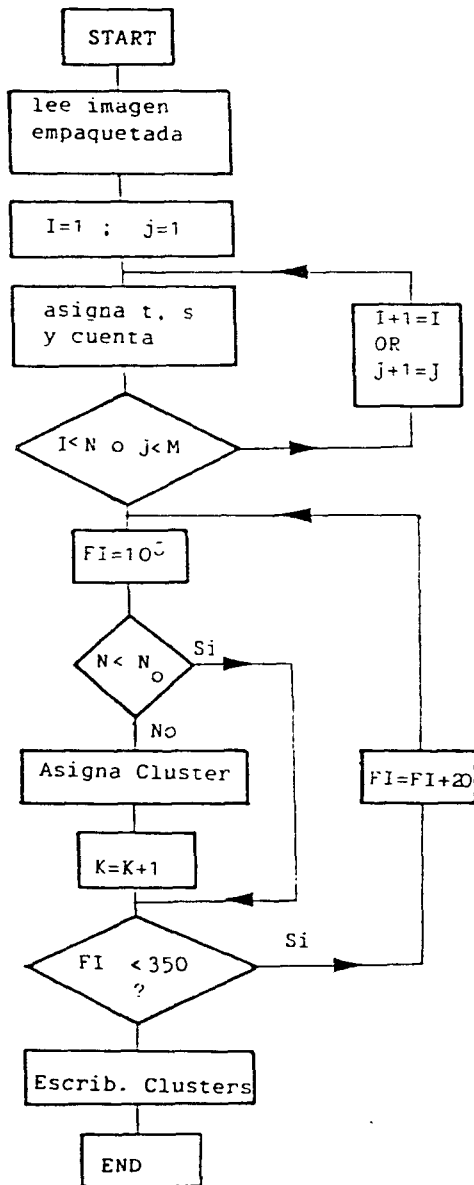 START
lee imagen
empaquetada
I=1 ; j=1
asigna t, s
y cuenta
I+1=I
OR
j+1=J
I<N o j<M
FI=10
N< No
Si
No
Asigna Cluster
FI=FI+20
K=K+1
FI <350
?
Si
Escrib. Clusters
END